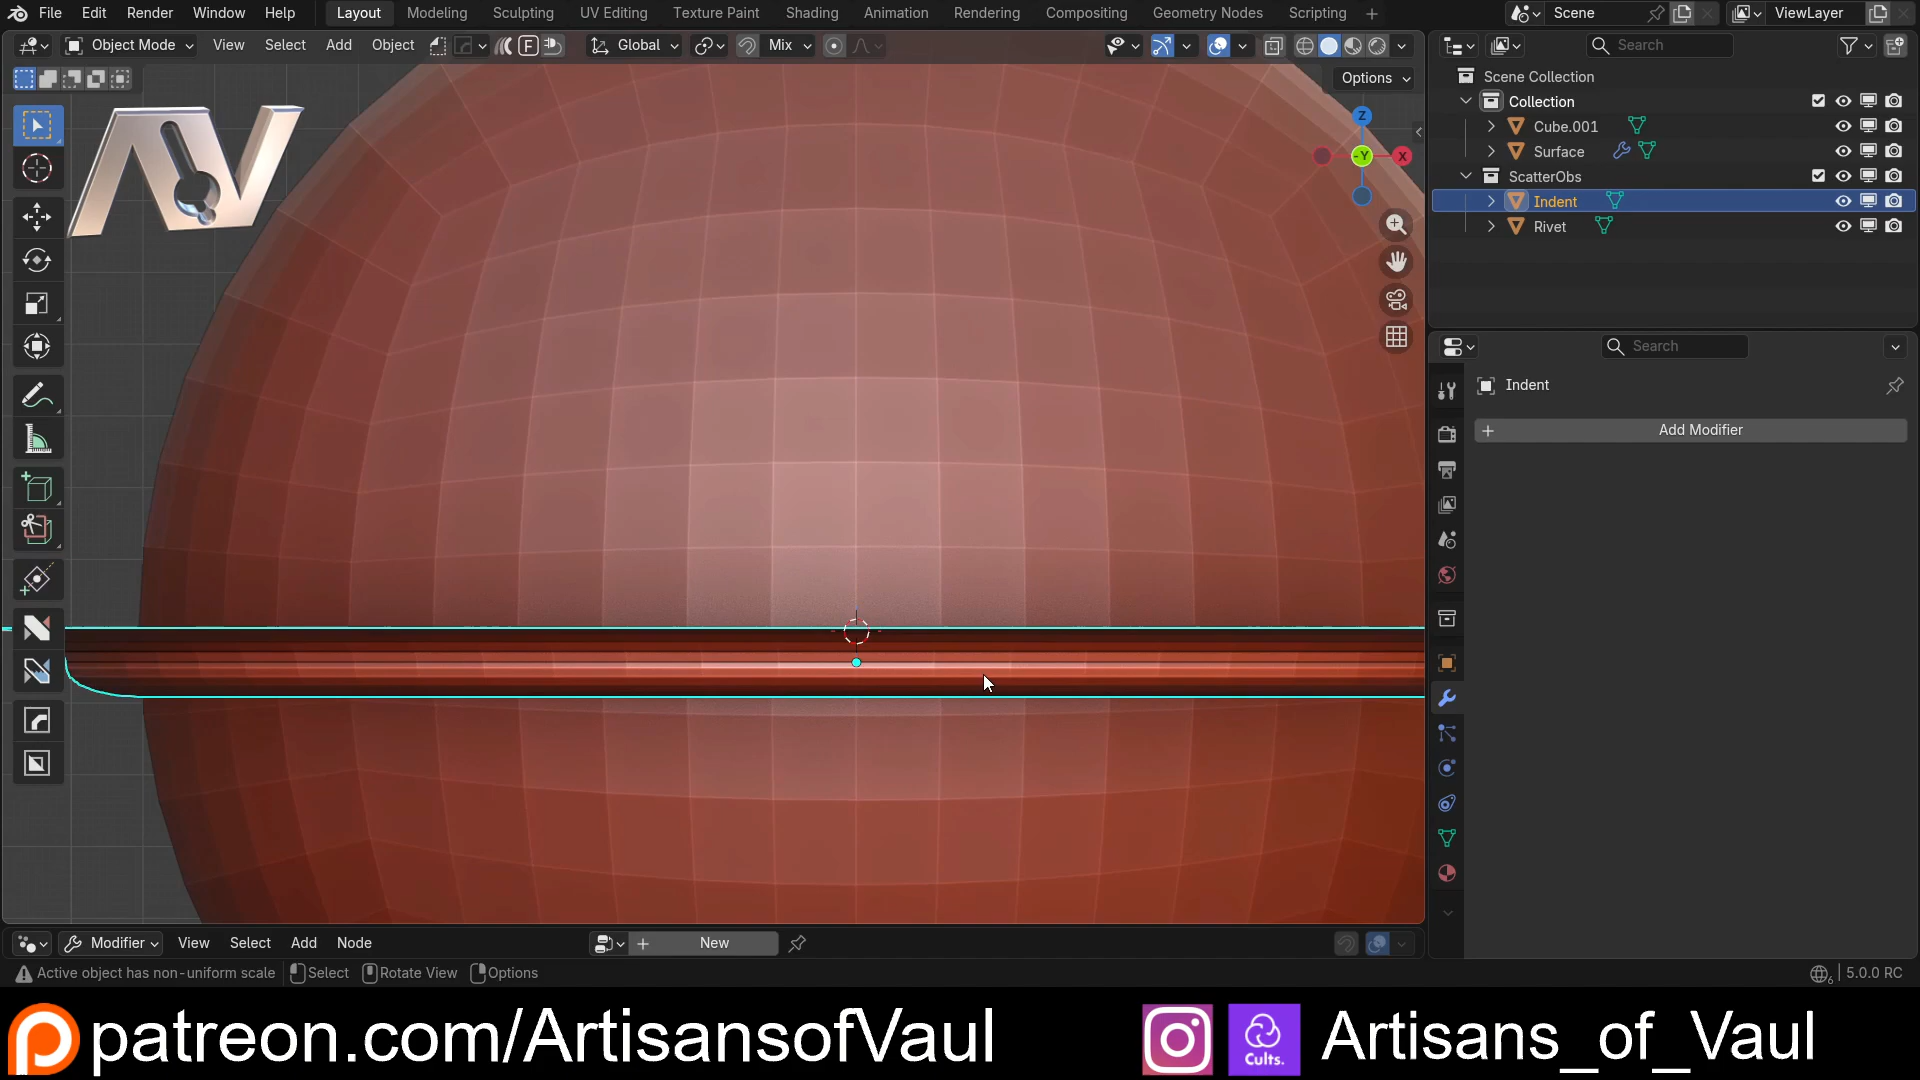 File Edit Render Window Help Layout Modeling Sculpting UV Editing Texture Paint Shading Animation Rendering Compositing Geometry Nodes Scripting + Scene ViewLayer
Object Mode View Select Add Object F Global Mix Search
Options
Scene Collection
Collection
Cube.001
Surface
ScatterObs
Indent
Rivet
Z
-Y X
Search
Indent
+ Add Modifier
Modifier View Select Add Node + New
Active object has non-uniform scale Select Rotate View Options 5.0.0 RC
patreon.com/ArtisansofVaul Cults. Artisans_of_Vaul